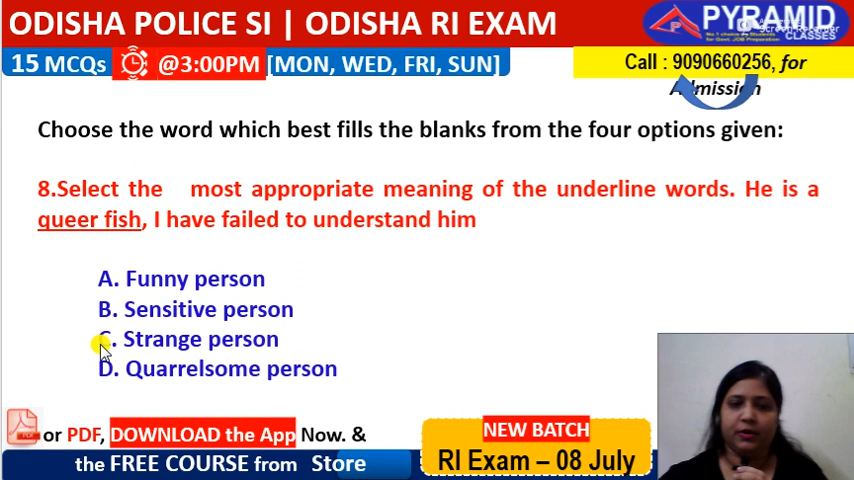 ODISHA POLICE SI | ODISHA RI EXAM
PYRAMID
CLASSES
15 MCQs @3:00PM [MON, WED, FRI, SUN]
Call : 9090660256, for
Admission
Choose the word which best fills the blanks from the four options given:
8.Select the most appropriate meaning of the underline words. He is a
queer fish, I have failed to understand him
A. Funny person
B. Sensitive person
C. Strange person
D. Quarrelsome person
or PDF, DOWNLOAD the App Now. &
the FREE COURSE from Store
NEW BATCH
RI Exam – 08 July